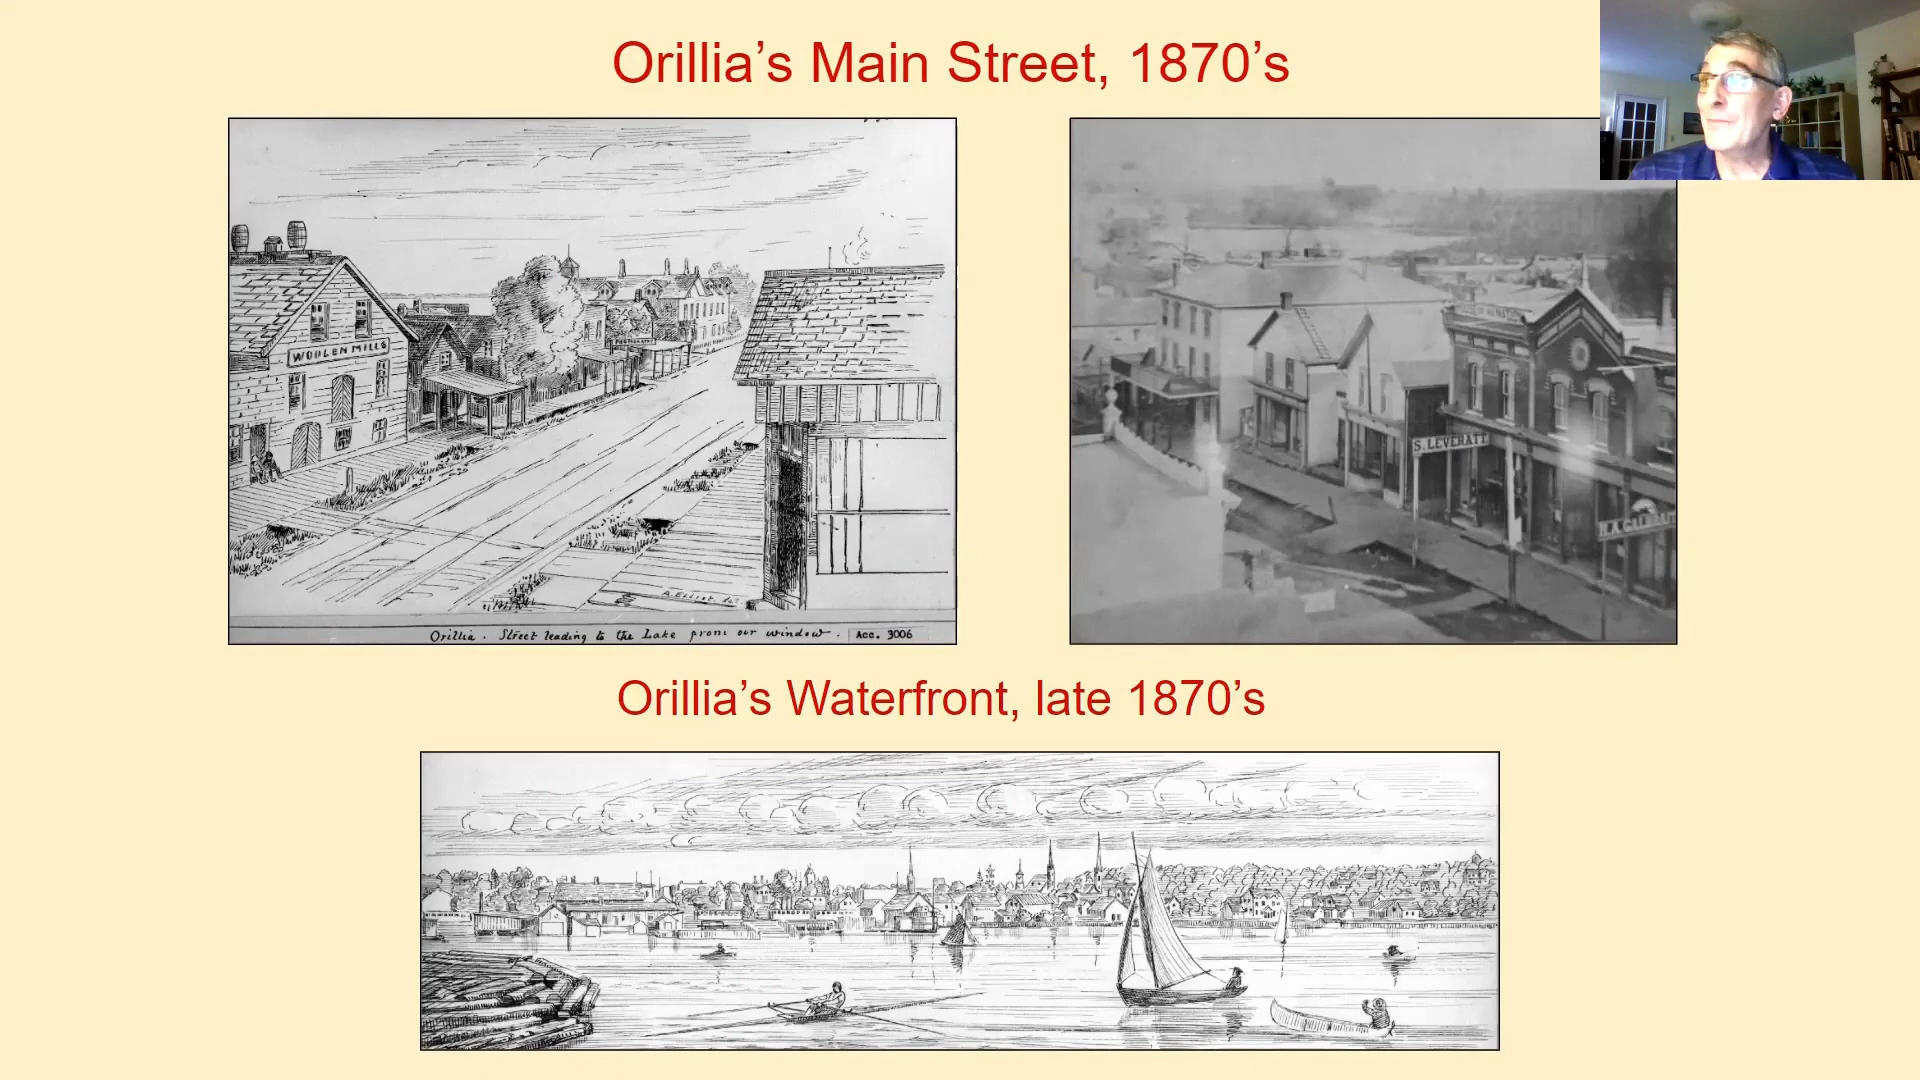 Orillia’s Main Street, 1870’s
WOOLEN MILLS
A. Elliot
Orillia. Street leading to the Lake from our window.
Acc. 3006
S. LEVERATT
Orillia’s Waterfront, late 1870’s